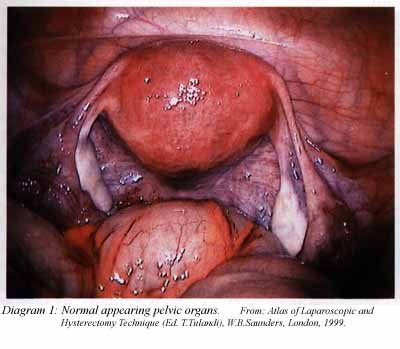 Diagram 1: Normal appearing pelvic organs. From: Atlas of Laparoscopic and
Hysterectomy Technique (Ed. T.Tulandi), W.B.Saunders, London, 1999.